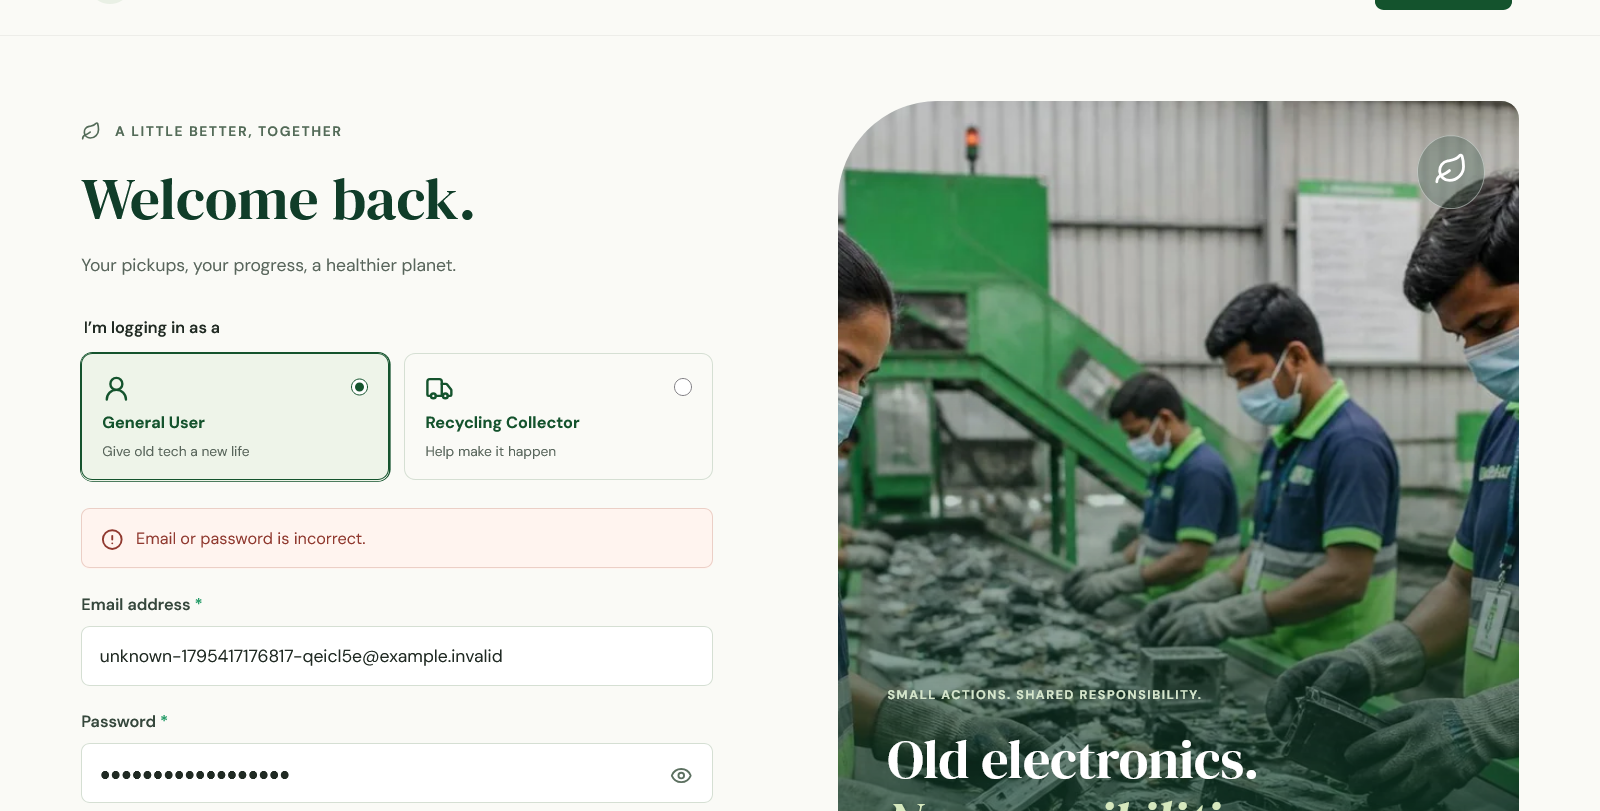 A LITTLE BETTER, TOGETHER
Welcome back.
Your pickups, your progress, a healthier planet.
I'm logging in as a
General User
Give old tech a new life
Recycling Collector
Help make it happen
Email or password is incorrect.
Email address *
unknown-1795417176817-qeicl5e@example.invalid
Password *
••••••••••••••••••
SMALL ACTIONS. SHARED RESPONSIBILITY.
Old electronics.